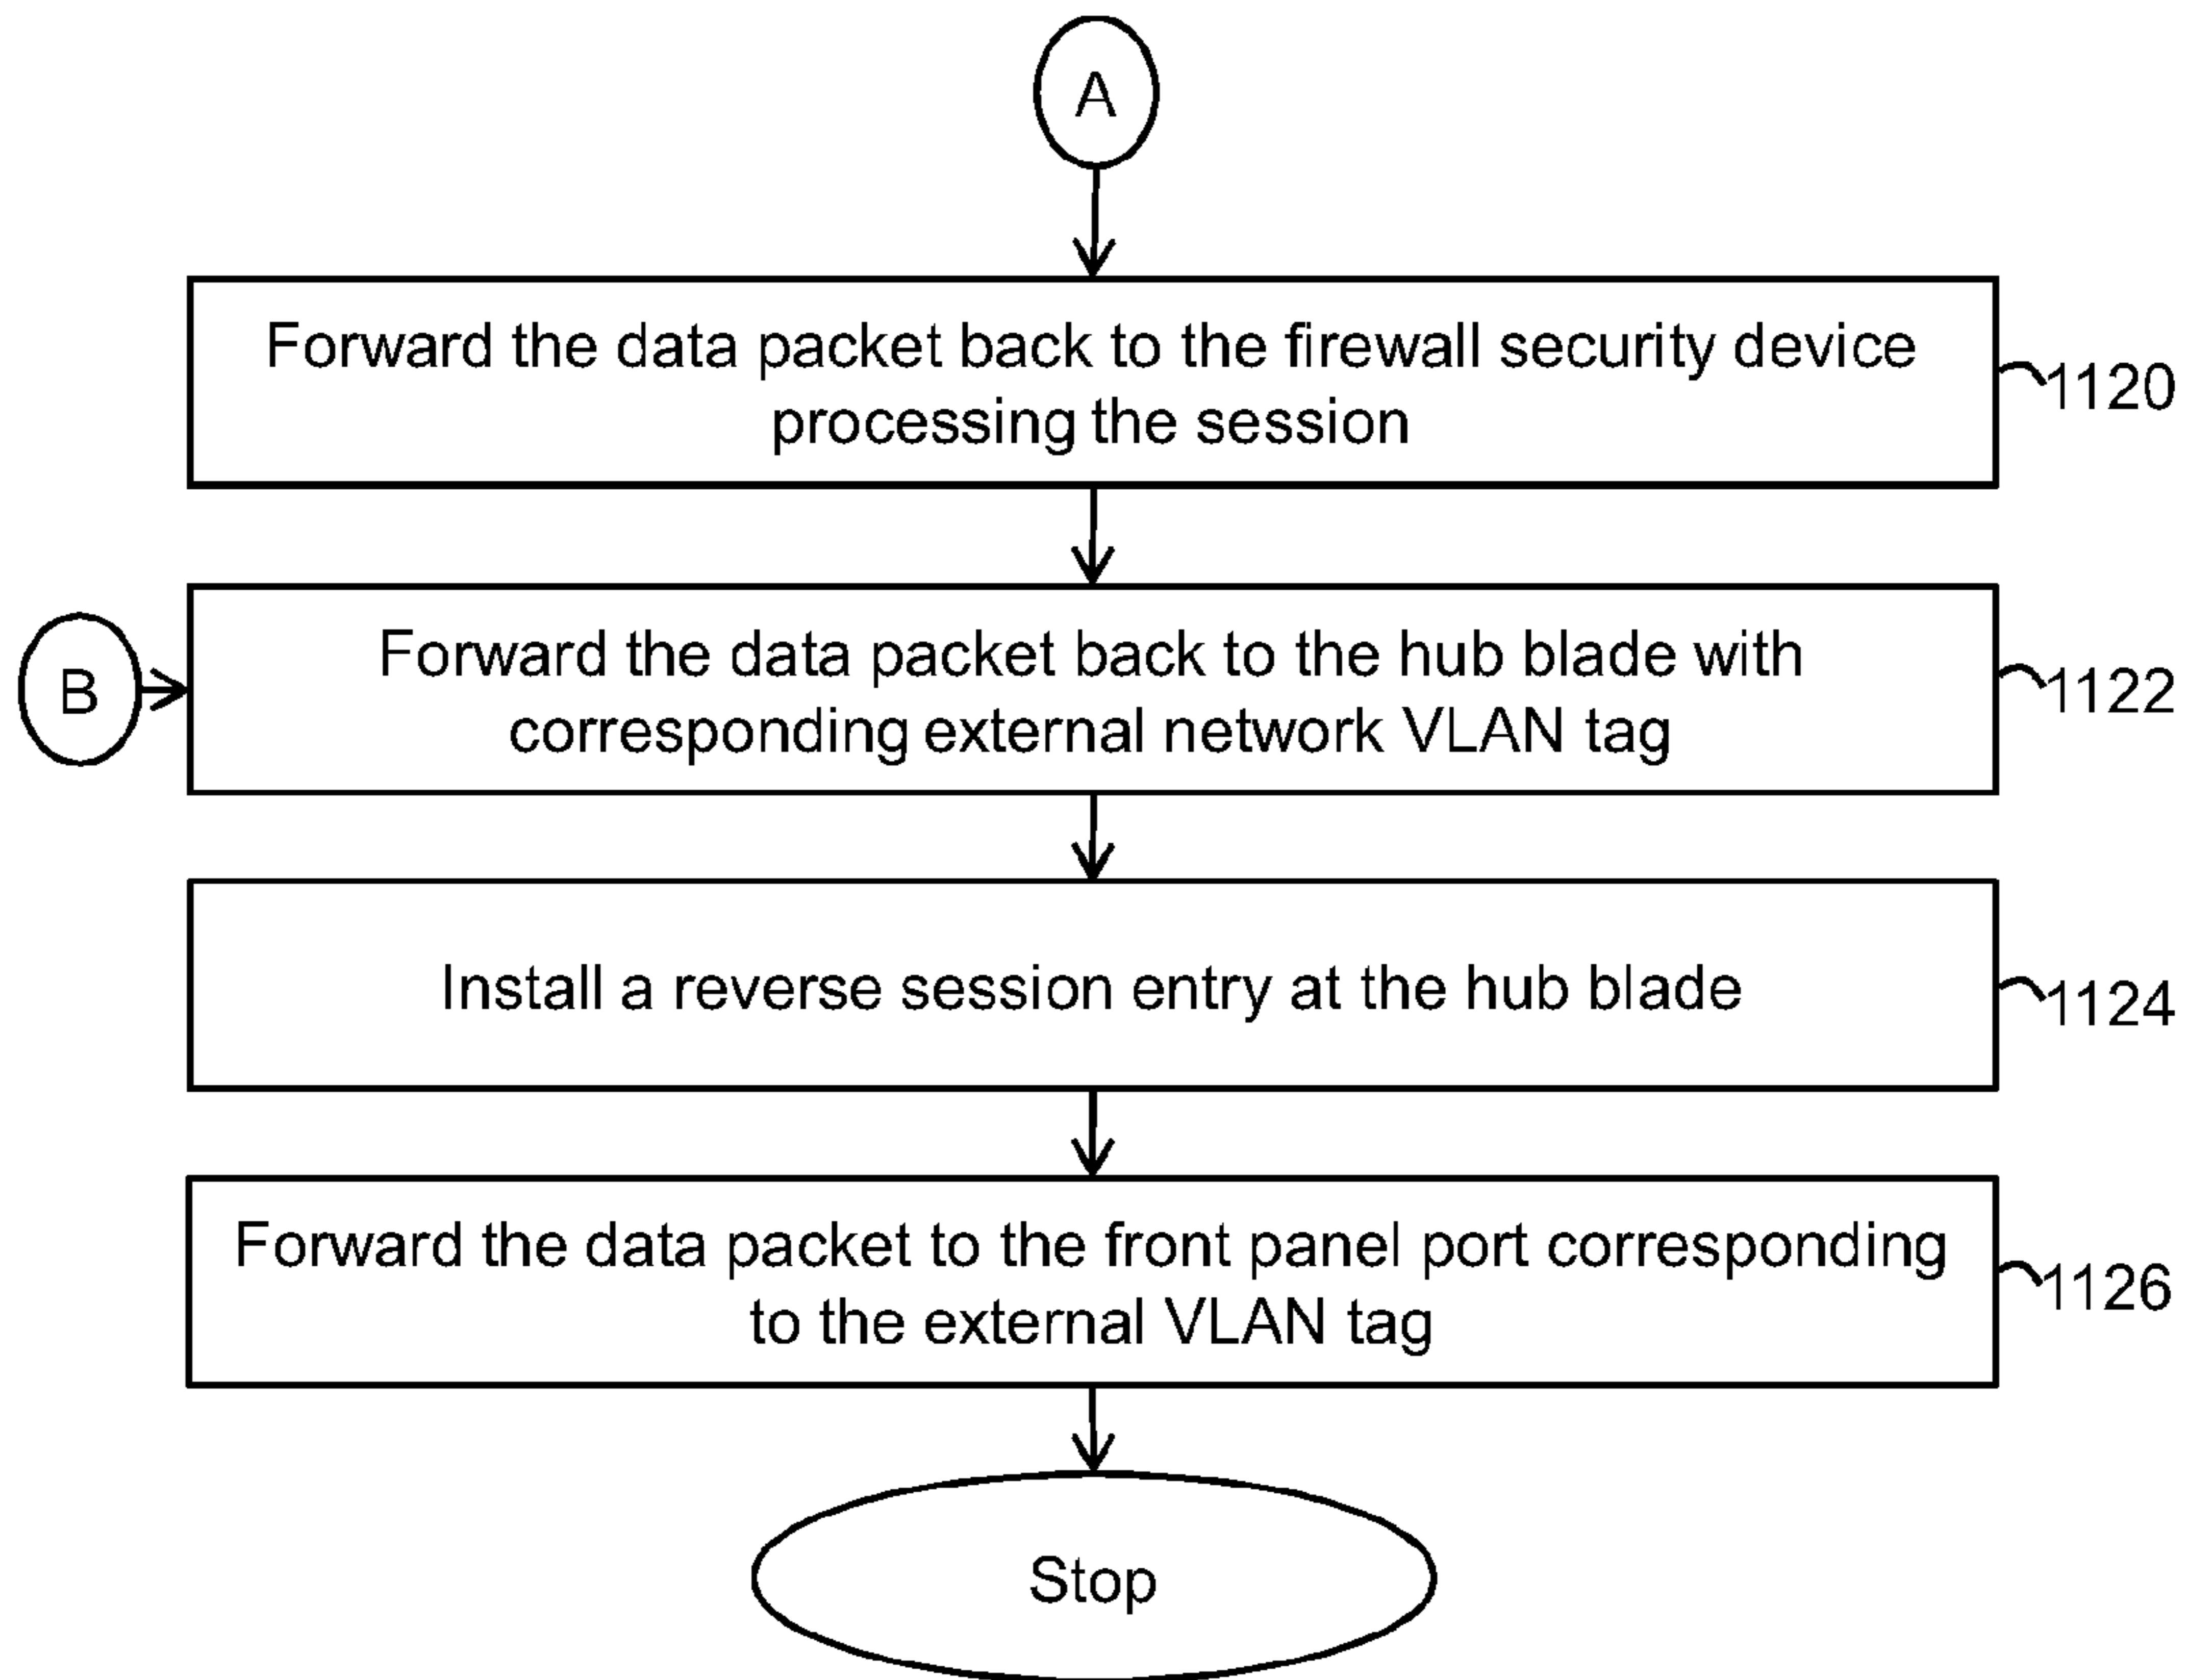 A
Forward the data packet back to the firewall security device
processing the session
1120
B
Forward the data packet back to the hub blade with
corresponding external network VLAN tag
1122
Install a reverse session entry at the hub blade
1124
Forward the data packet to the front panel port corresponding
to the external VLAN tag
1126
Stop